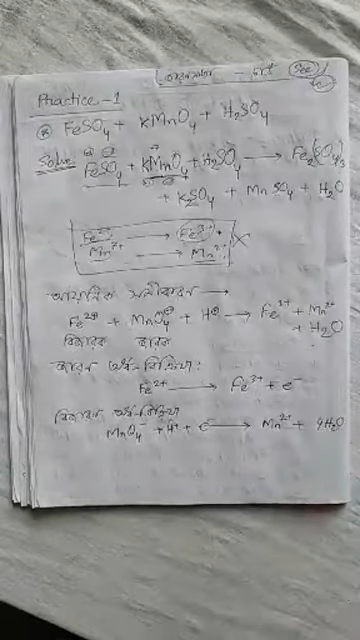 Practice-1
FeSO4 + KMnO4 + H2SO4
Solve: FeSO4 + KMnO4 + H2SO4 → Fe2(SO4)3
+ K2SO4 + MnSO4 + H2O
Fe2+ → Fe3+
Mn7+ → Mn2+
আয়নিক সমীকরণ →
Fe2+ + MnO4 + H⊕ → Fe3+ + Mn2+
+ H2O
বিজারক জারক
জারণ অর্ধ-বিক্রিয়া:
Fe2+ → Fe3+ + e-
বিজারণ অর্ধ-বিক্রিয়া
MnO4- + H+ + e- → Mn2+ + 4H2O